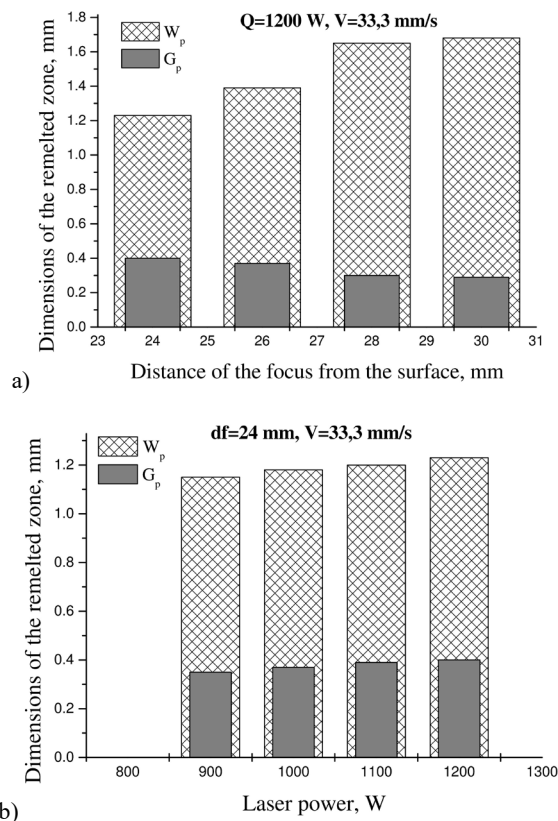 Q=1200 W, V=33,3 mm/s
Wp
Gp
Dimensions of the remelted zone, mm
1.8
1.6
1.4
1.2
1.0
0.8
0.6
0.4
0.2
0.0
23 24 25 26 27 28 29 30 31
Distance of the focus from the surface, mm
a)
df=24 mm, V=33,3 mm/s
Wp
Gp
Dimensions of the remelted zone, mm
1.2
1.0
0.8
0.6
0.4
0.2
0.0
800 900 1000 1100 1200 1300
Laser power, W
b)